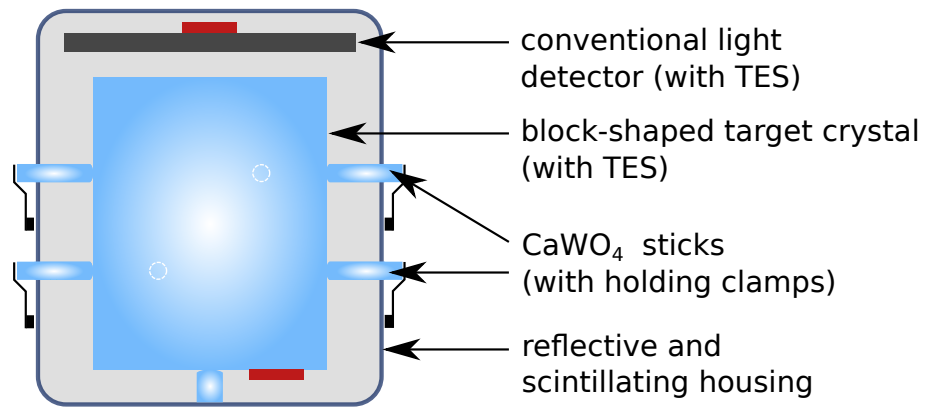 conventional light
detector (with TES)
block-shaped target crystal
(with TES)
CaWO₄ sticks
(with holding clamps)
reflective and
scintillating housing